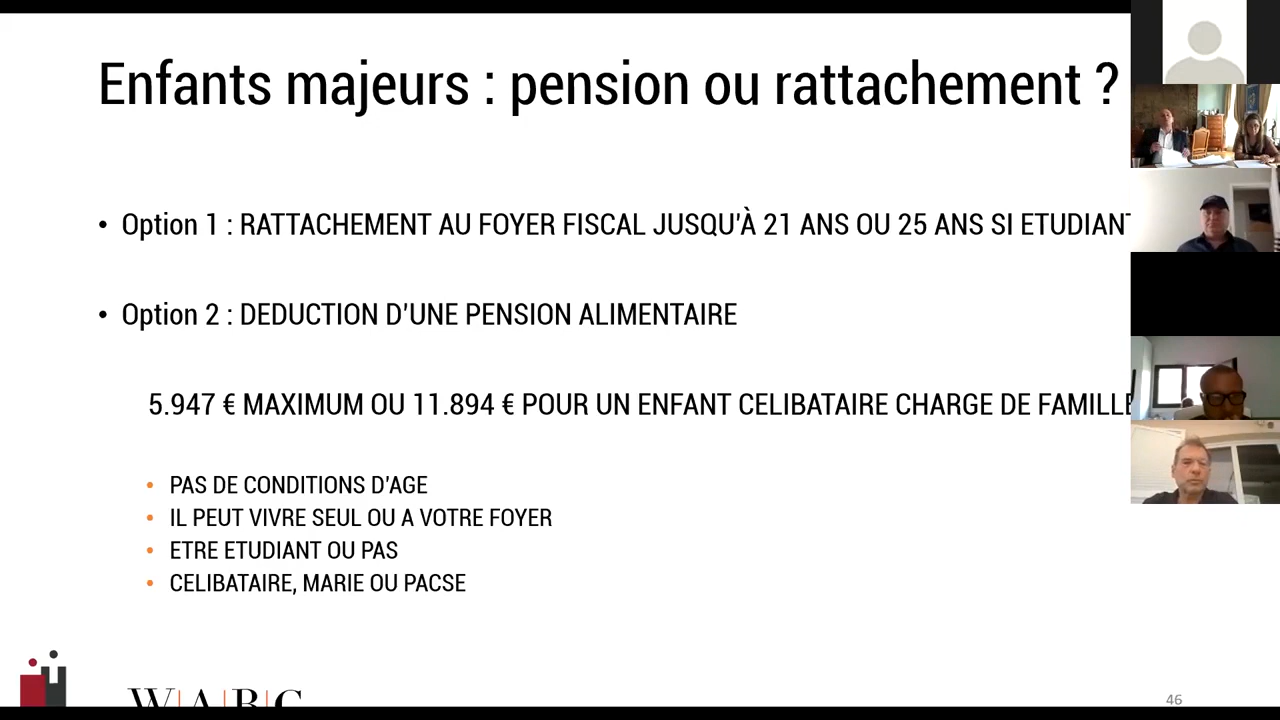 Enfants majeurs : pension ou rattachement ?
• Option 1 : RATTACHEMENT AU FOYER FISCAL JUSQU'À 21 ANS OU 25 ANS SI ETUDIANT
• Option 2 : DEDUCTION D'UNE PENSION ALIMENTAIRE
5.947 € MAXIMUM OU 11.894 € POUR UN ENFANT CELIBATAIRE CHARGE DE FAMILLE
• PAS DE CONDITIONS D'AGE
• IL PEUT VIVRE SEUL OU A VOTRE FOYER
• ETRE ETUDIANT OU PAS
• CELIBATAIRE, MARIE OU PACSE
W|A|B|C
46